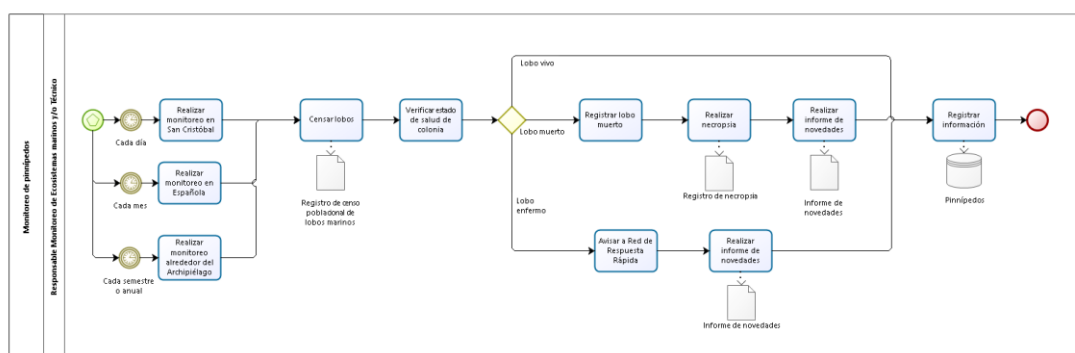 Monitoreo de pinnípedos
Responsable Monitoreo de Ecosistemas marinos y/o Técnico
Cada día
Realizar
monitoreo en
San Cristóbal
Cada mes
Realizar
monitoreo en
Española
Cada semestre
o anual
Realizar
monitoreo
alrededor del
Archipiélago
Censar lobos
Registro de censo
poblacional de
lobos marinos
Verificar estado
de salud de
colonia
Lobo vivo
Lobo muerto
Registrar lobo
muerto
Realizar
necropsia
Registro de necropsia
Realizar
informe de
novedades
Informe de
novedades
Lobo
enfermo
Avisar a Red de
Respuesta
Rápida
Realizar
informe de
novedades
Informe de novedades
Registrar
información
Pinnípedos